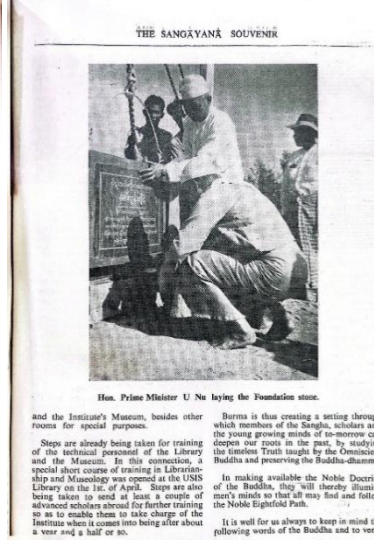 THE SANGĀYANĀ SOUVENIR
Hon. Prime Minister U Nu laying the Foundation stone.
and the Institute's Museum, besides other
rooms for special purposes.
Steps are already being taken for training
of the technical personnel of the Library
and the Museum. In this connection, a
special short course of training in Librarian-
ship and Museology was opened at the USIS
Library on the 1st. of April. Steps are also
being taken to send at least a couple of
advanced scholars abroad for further training
so as to enable them to take charge of the
Institute when it comes into being after about
a year and a half or so.
Burma is thus creating a setting throug
which members of the Sangha, scholars a
the young growing minds of to-morrow c
deepen our roots in the past, by studyi
the timeless Truth taught by the Omniscie
Buddha and preserving the Buddha-dhamm
In making available the Noble Doctri
of the Buddha, they will thereby illumi
men's minds so that all may find and follo
the Noble Eightfold Path.
It is well for us always to keep in mind t
following words of the Buddha and to ver